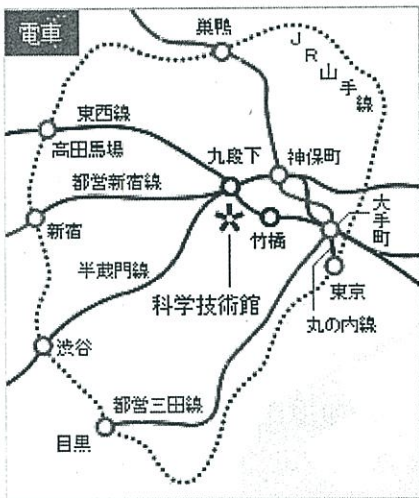 電車
巣鴨
JR山手線
東西線
高田馬場
九段下
神保町
都営新宿線
新宿
竹橋
大手町
半蔵門線
科学技術館
東京
丸の内線
渋谷
都営三田線
目黒